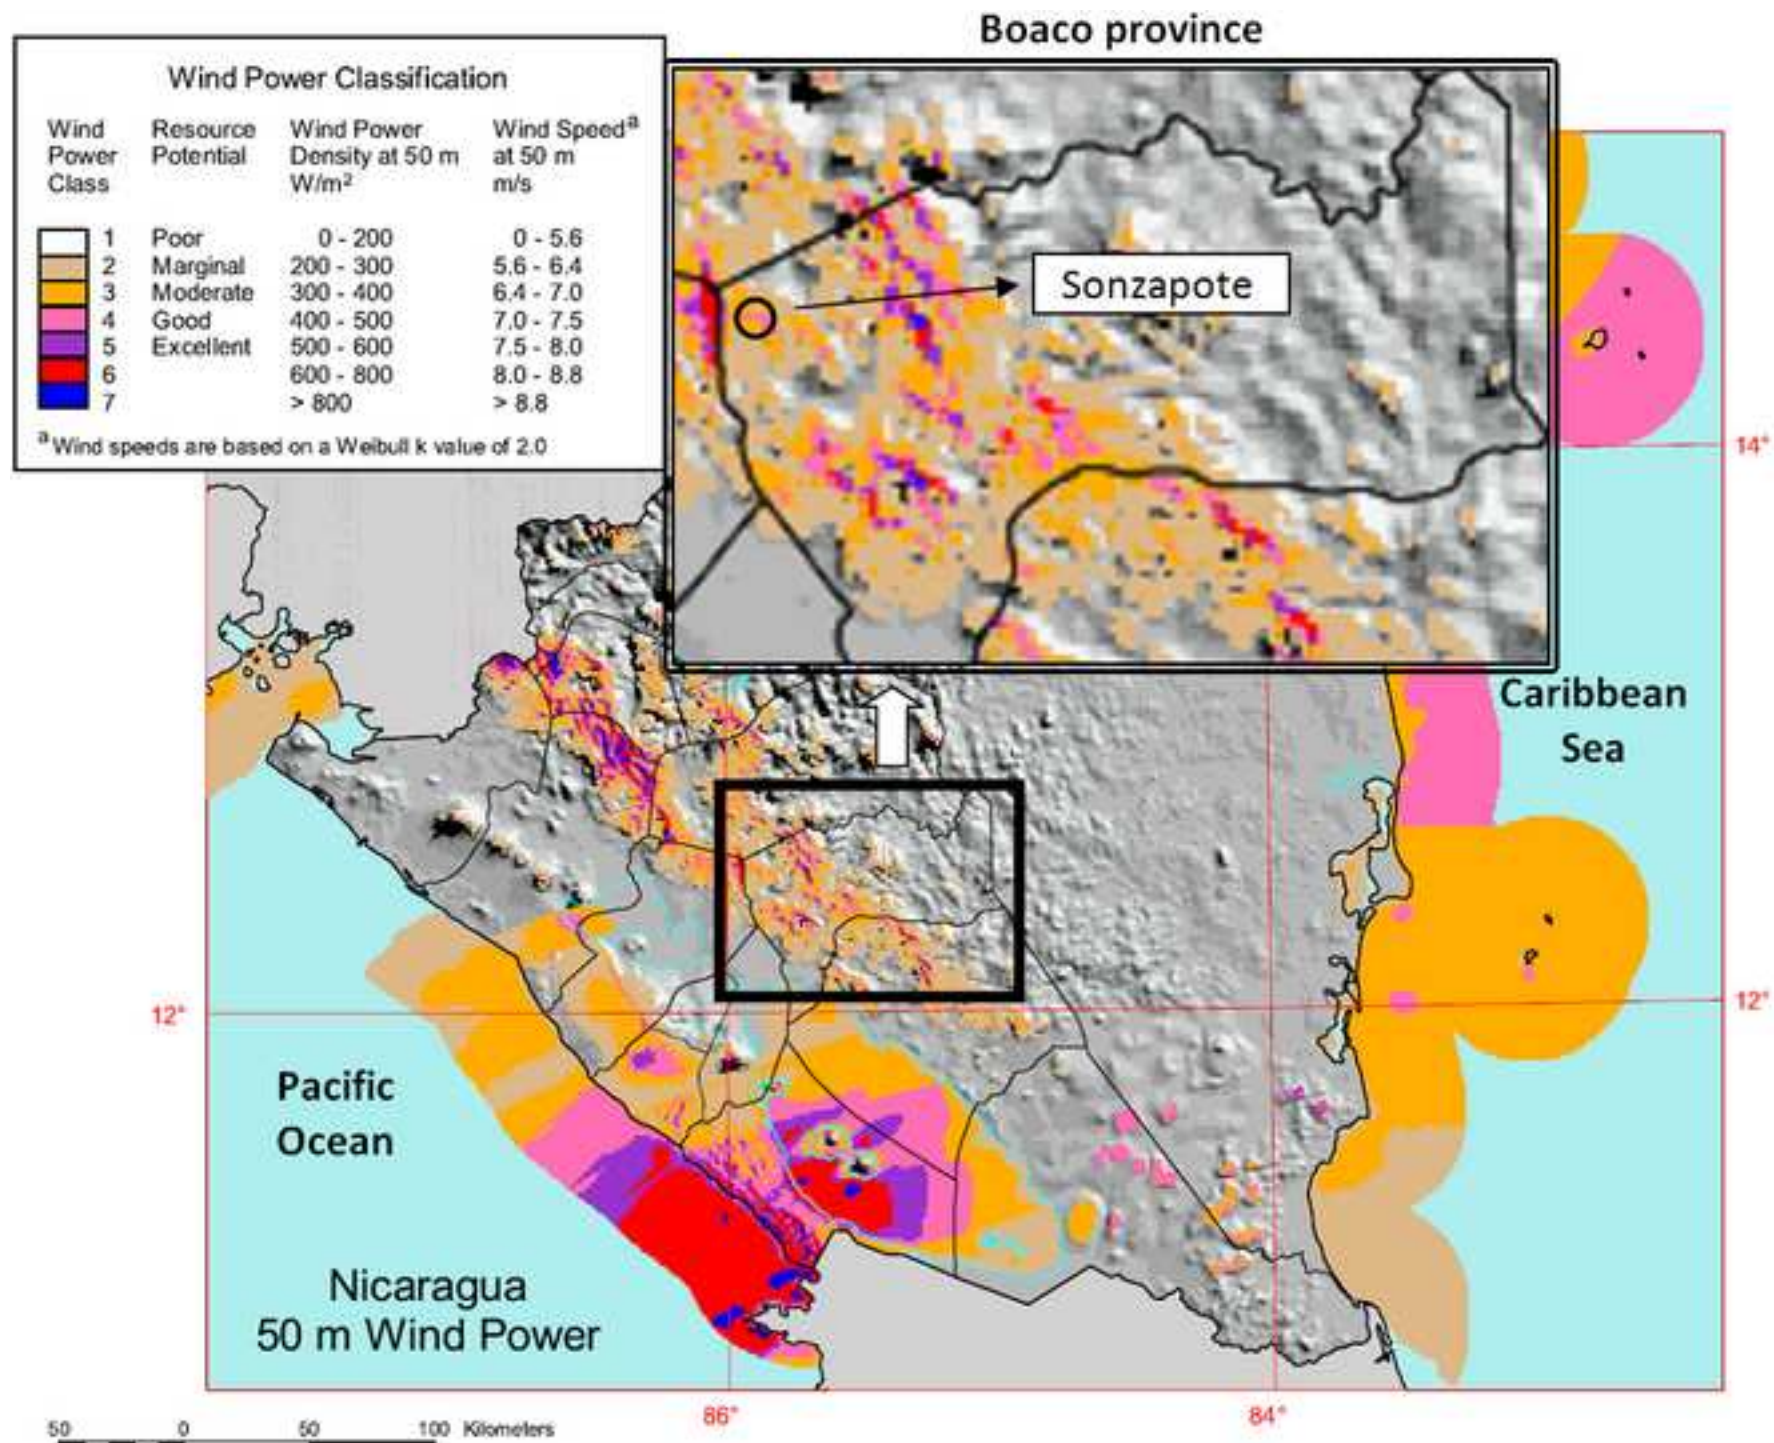 Boaco province
Wind Power Classification
Wind Power Class Resource Potential Wind Power Density at 50 m W/m² Wind Speedᵃ at 50 m m/s
1 Poor 0 - 200 0 - 5.6
2 Marginal 200 - 300 5.6 - 6.4
3 Moderate 300 - 400 6.4 - 7.0
4 Good 400 - 500 7.0 - 7.5
5 Excellent 500 - 600 7.5 - 8.0
6 600 - 800 8.0 - 8.8
7 > 800 > 8.8
ᵃ Wind speeds are based on a Weibull k value of 2.0
Sonzapote
14°
Caribbean
Sea
12°
12°
Pacific
Ocean
Nicaragua
50 m Wind Power
86°
84°
50 0 50 100 Kilometers